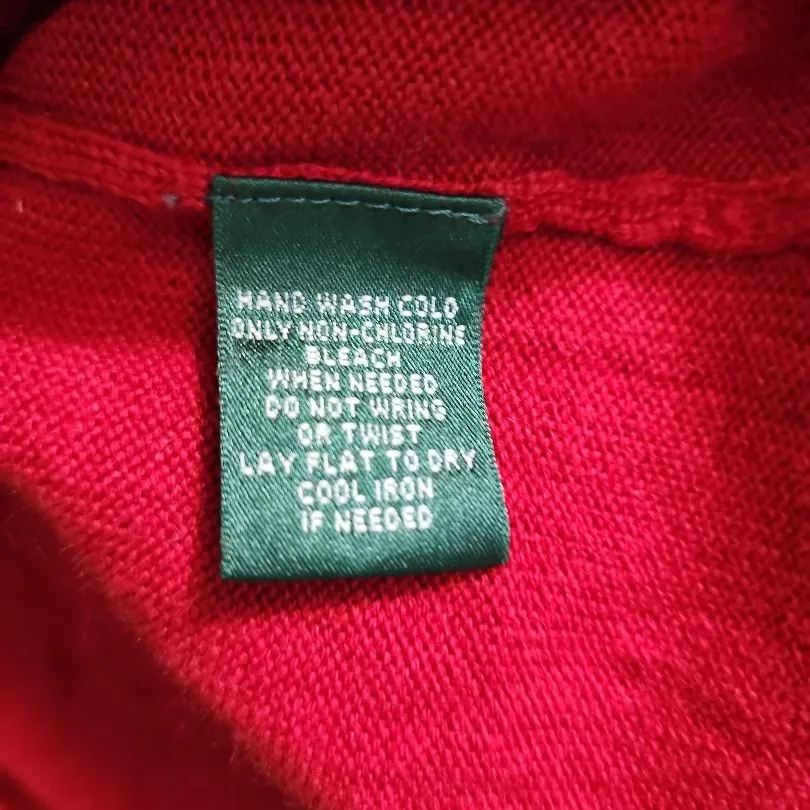 HAND WASH COLD
ONLY NON-CHLORINE
BLEACH
WHEN NEEDED
DO NOT WRING
OR TWIST
LAY FLAT TO DRY
COOL IRON
IF NEEDED